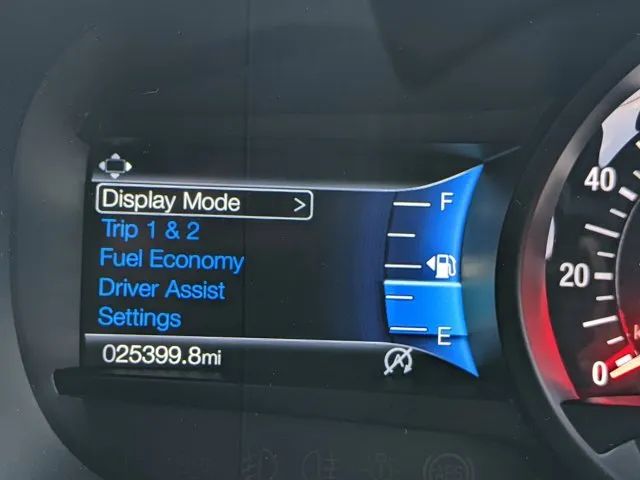 Display Mode >
Trip 1 & 2
Fuel Economy
Driver Assist
Settings
025399.8mi
F
E
40
20
0